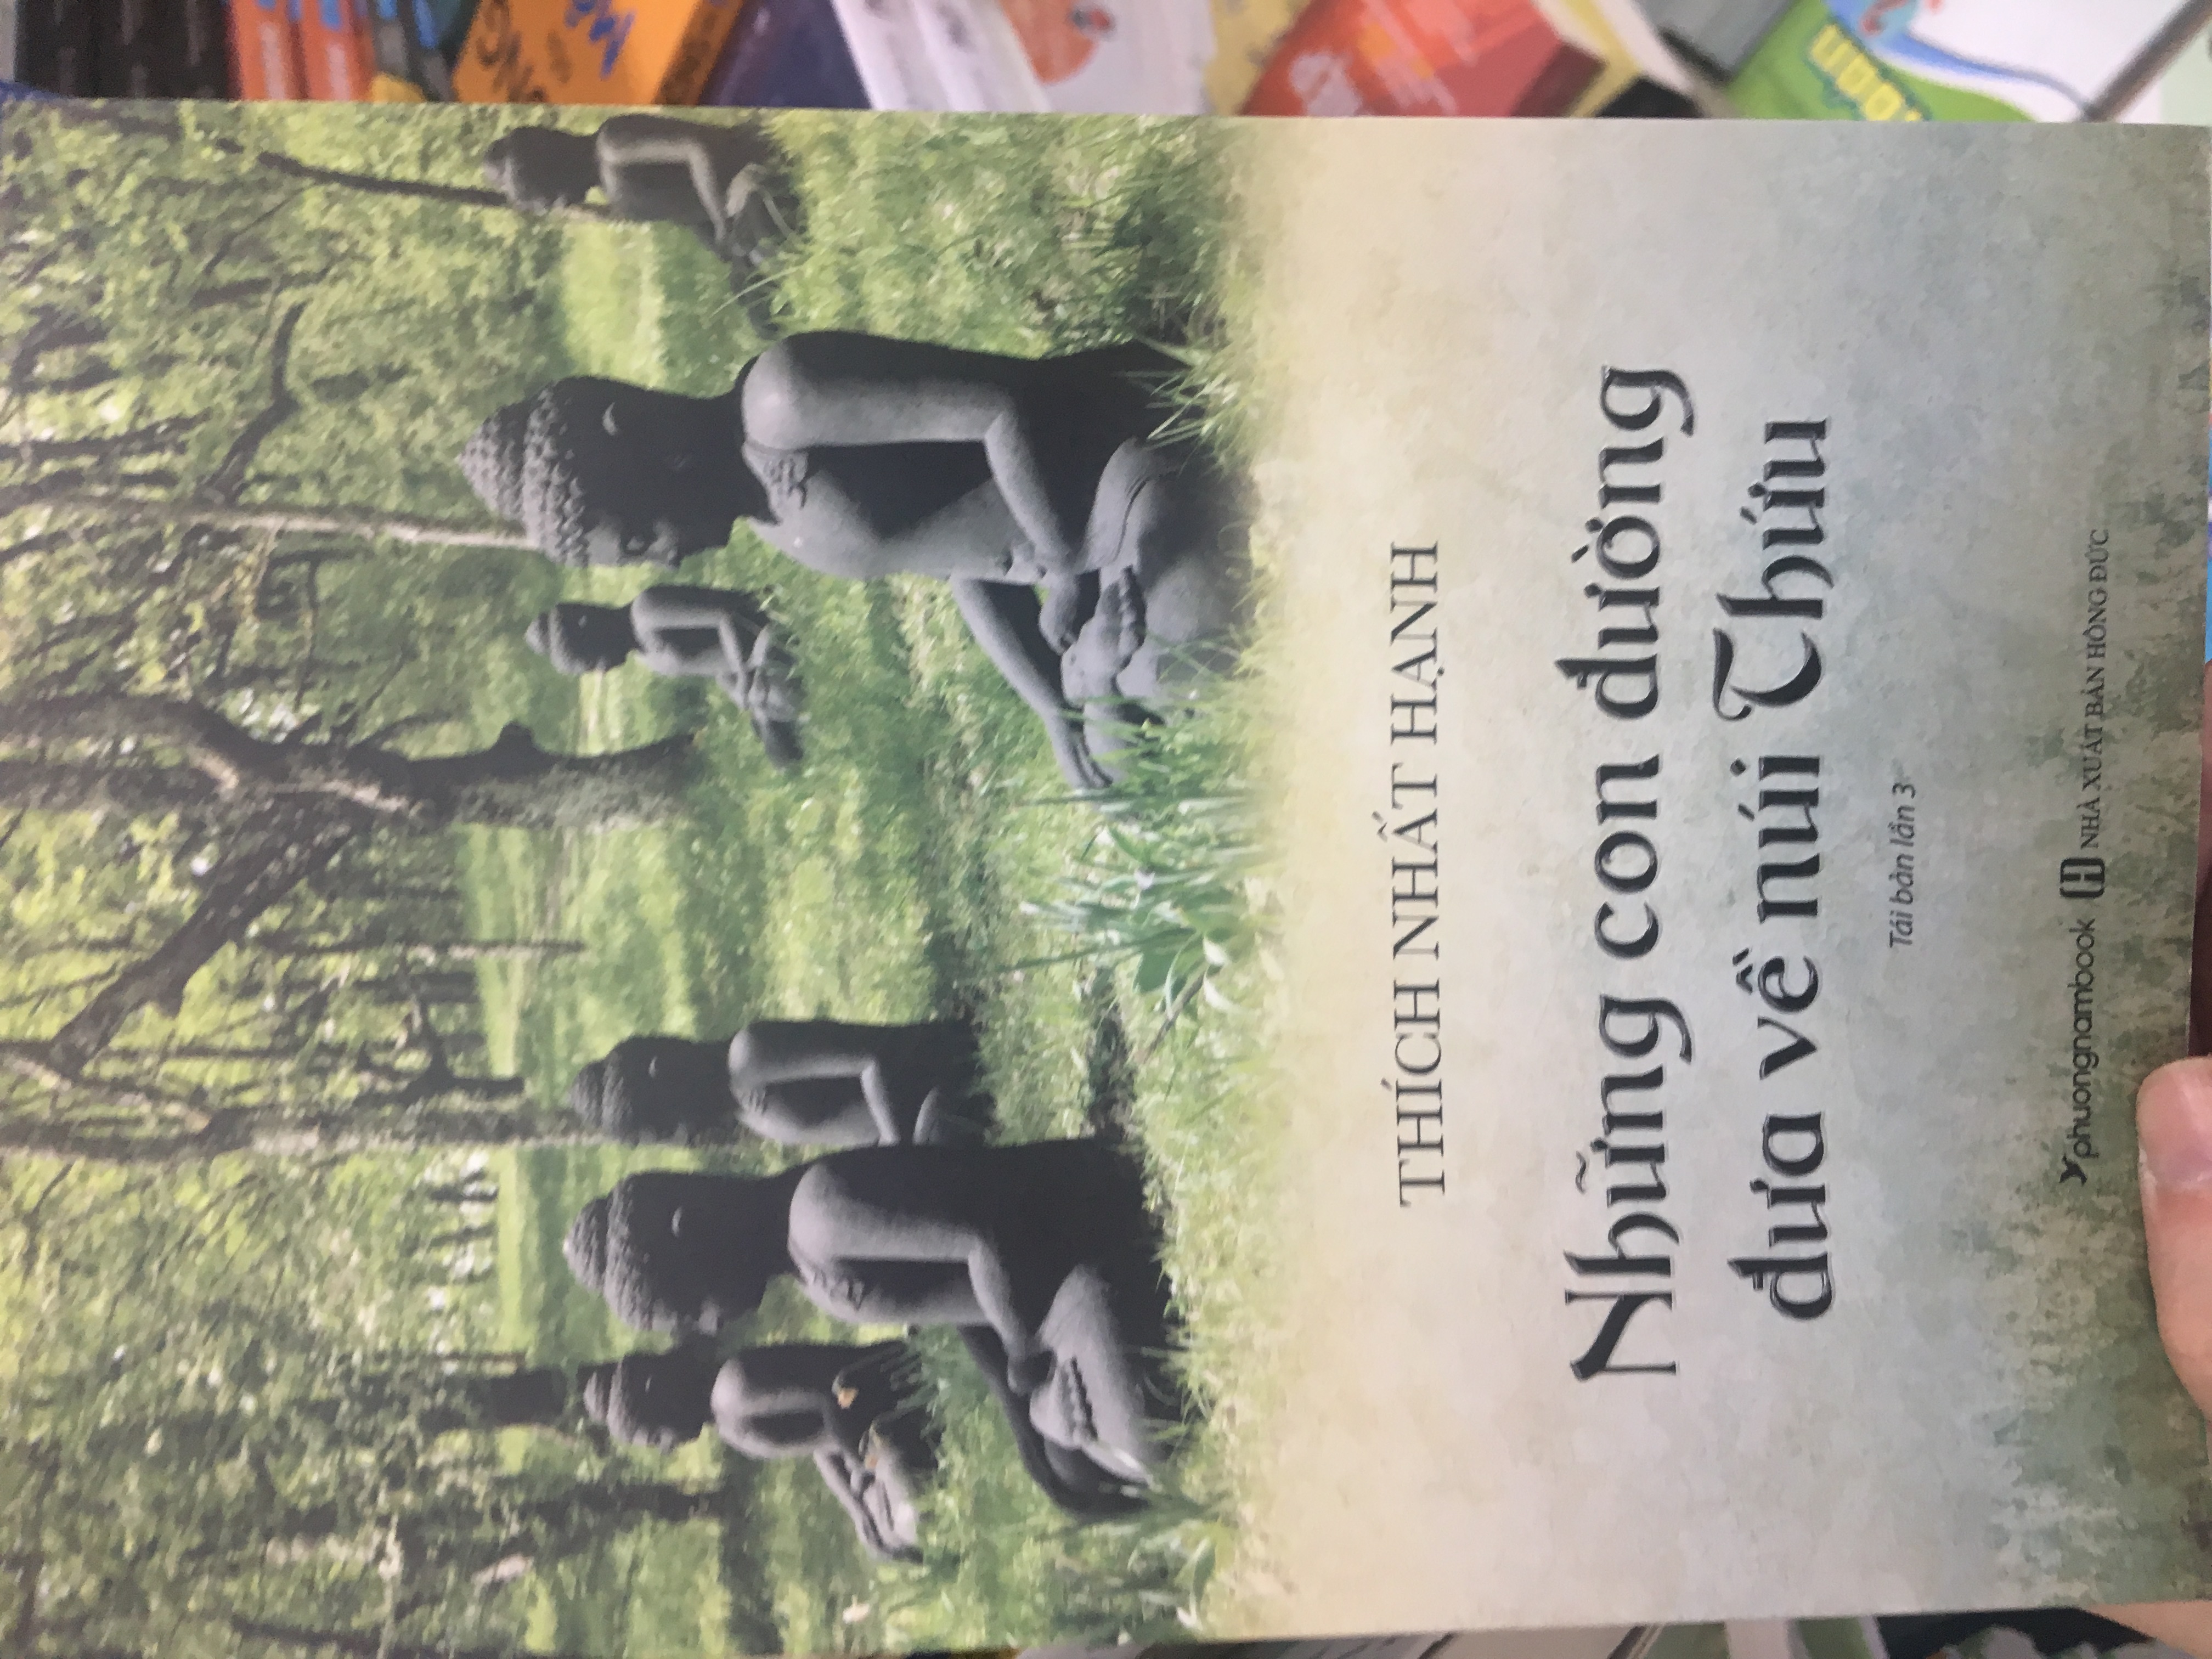 THÍCH NHẤT HẠNH
Những con đường
đưa về núi Thứu
Tái bản lần 3
phuongnambook NHÀ XUẤT BẢN HỒNG ĐỨC